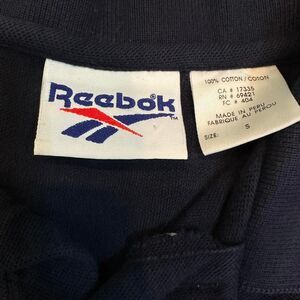 Reebok
TM
100% COTTON / COTON
CA # 17335
RN # 69421
FC # 404
MADE IN PERU
FABRIQUE AU PEROU
SIZE: S